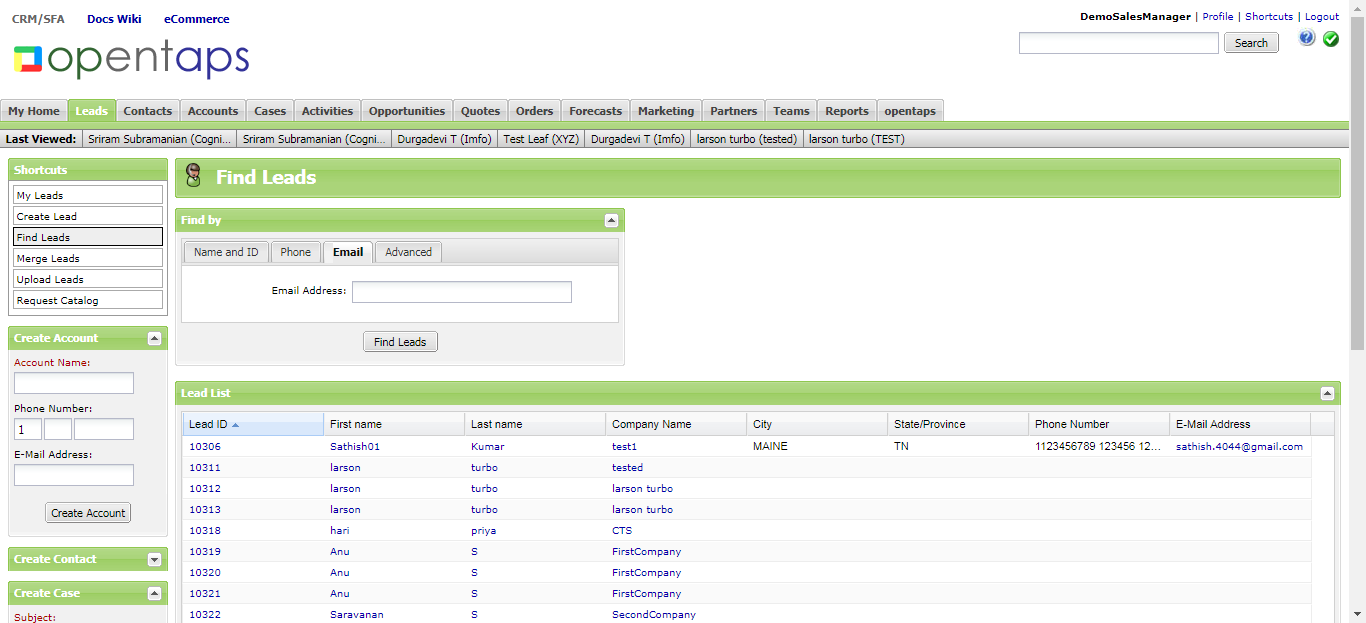 CRM/SFA Docs Wiki eCommerce
DemoSalesManager | Profile | Shortcuts | Logout
opentaps
Search
My Home Leads Contacts Accounts Cases Activities Opportunities Quotes Orders Forecasts Marketing Partners Teams Reports opentaps
Last Viewed: Sriram Subramanian (Cogni... Sriram Subramanian (Cogni... Durgadevi T (Imfo) Test Leaf (XYZ) Durgadevi T (Imfo) larson turbo (tested) larson turbo (TEST)
Shortcuts
My Leads
Create Lead
Find Leads
Merge Leads
Upload Leads
Request Catalog
Create Account
Account Name:
Phone Number:
1
E-Mail Address:
Create Account
Create Contact
Create Case
Subject:
Find Leads
Find by
Name and ID Phone Email Advanced
Email Address:
Find Leads
Lead List
Lead ID First name Last name Company Name City State/Province Phone Number E-Mail Address
10306 Sathish01 Kumar test1 MAINE TN 1123456789 123456 12... sathish.4044@gmail.com
10311 larson turbo tested
10312 larson turbo larson turbo
10313 larson turbo larson turbo
10318 hari priya CTS
10319 Anu S FirstCompany
10320 Anu S FirstCompany
10321 Anu S FirstCompany
10322 Saravanan S SecondCompany